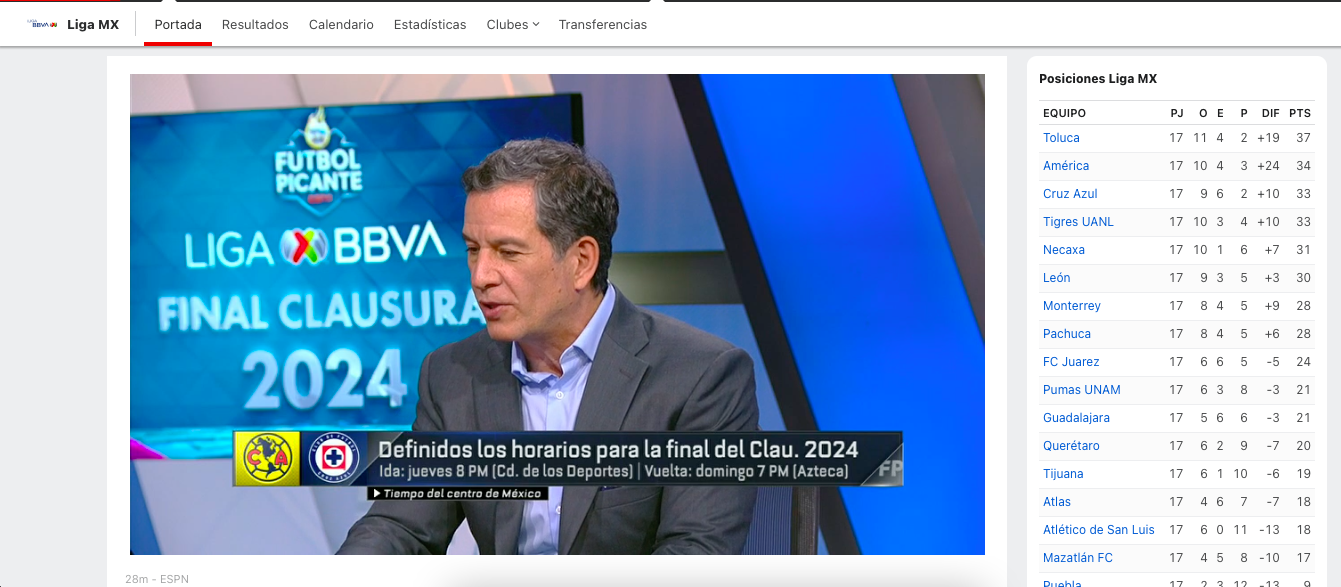 Liga MX Portada Resultados Calendario Estadísticas Clubes Transferencias
FUTBOL
PICANTE
ESPN
LIGA BBVA
FINAL CLAUSURA
2024
Definidos los horarios para la final del Clau. 2024
Ida: jueves 8 PM (Cd. de los Deportes) | Vuelta: domingo 7 PM (Azteca)
FP
Tiempo del centro de México
28m - ESPN
Posiciones Liga MX
EQUIPO PJ O E P DIF PTS
Toluca 17 11 4 2 +19 37
América 17 10 4 3 +24 34
Cruz Azul 17 9 6 2 +10 33
Tigres UANL 17 10 3 4 +10 33
Necaxa 17 10 1 6 +7 31
León 17 9 3 5 +3 30
Monterrey 17 8 4 5 +9 28
Pachuca 17 8 4 5 +6 28
FC Juarez 17 6 6 5 -5 24
Pumas UNAM 17 6 3 8 -3 21
Guadalajara 17 5 6 6 -3 21
Querétaro 17 6 2 9 -7 20
Tijuana 17 6 1 10 -6 19
Atlas 17 4 6 7 -7 18
Atlético de San Luis 17 6 0 11 -13 18
Mazatlán FC 17 4 5 8 -10 17
Puebla 17 2 3 12 -13 9